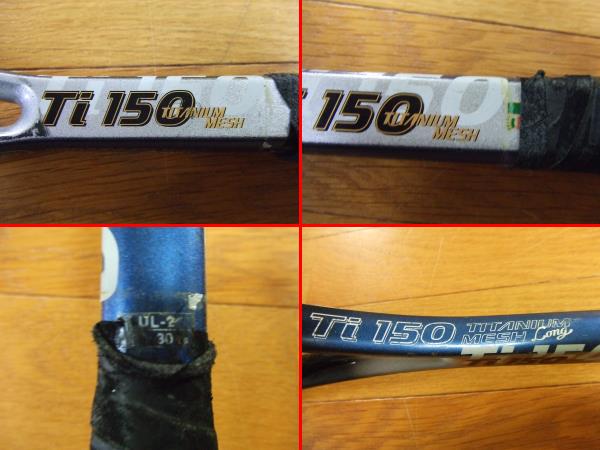 Ti 150 TITANIUM
MESH
150 TITANIUM
MESH
UL-2
30
Ti 150 TITANIUM
MESH Long